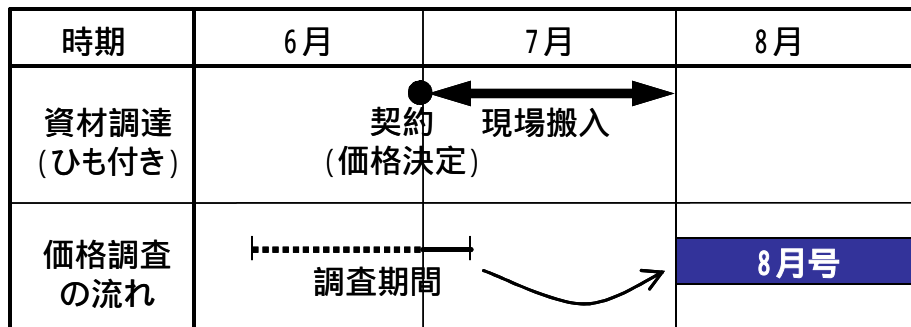 時期
6月
7月
8月
資材調達
(ひも付き)
契約
(価格決定)
現場搬入
価格調査
の流れ
調査期間
8月号